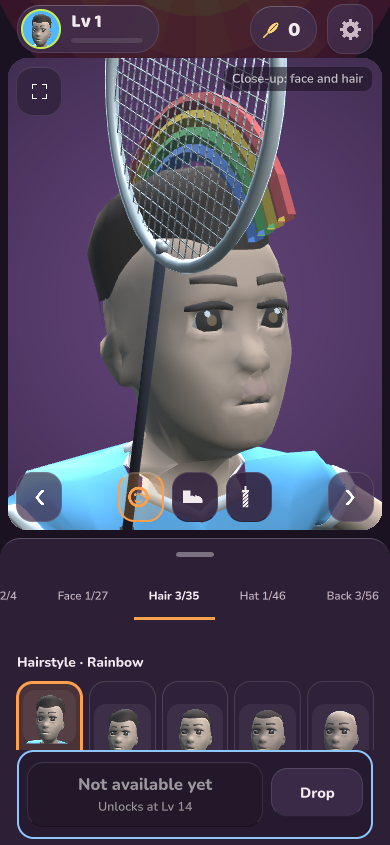 Lv 1
0
Close-up: face and hair
2/4
Face 1/27
Hair 3/35
Hat 1/46
Back 3/56
Hairstyle · Rainbow
Not available yet
Unlocks at Lv 14
Drop